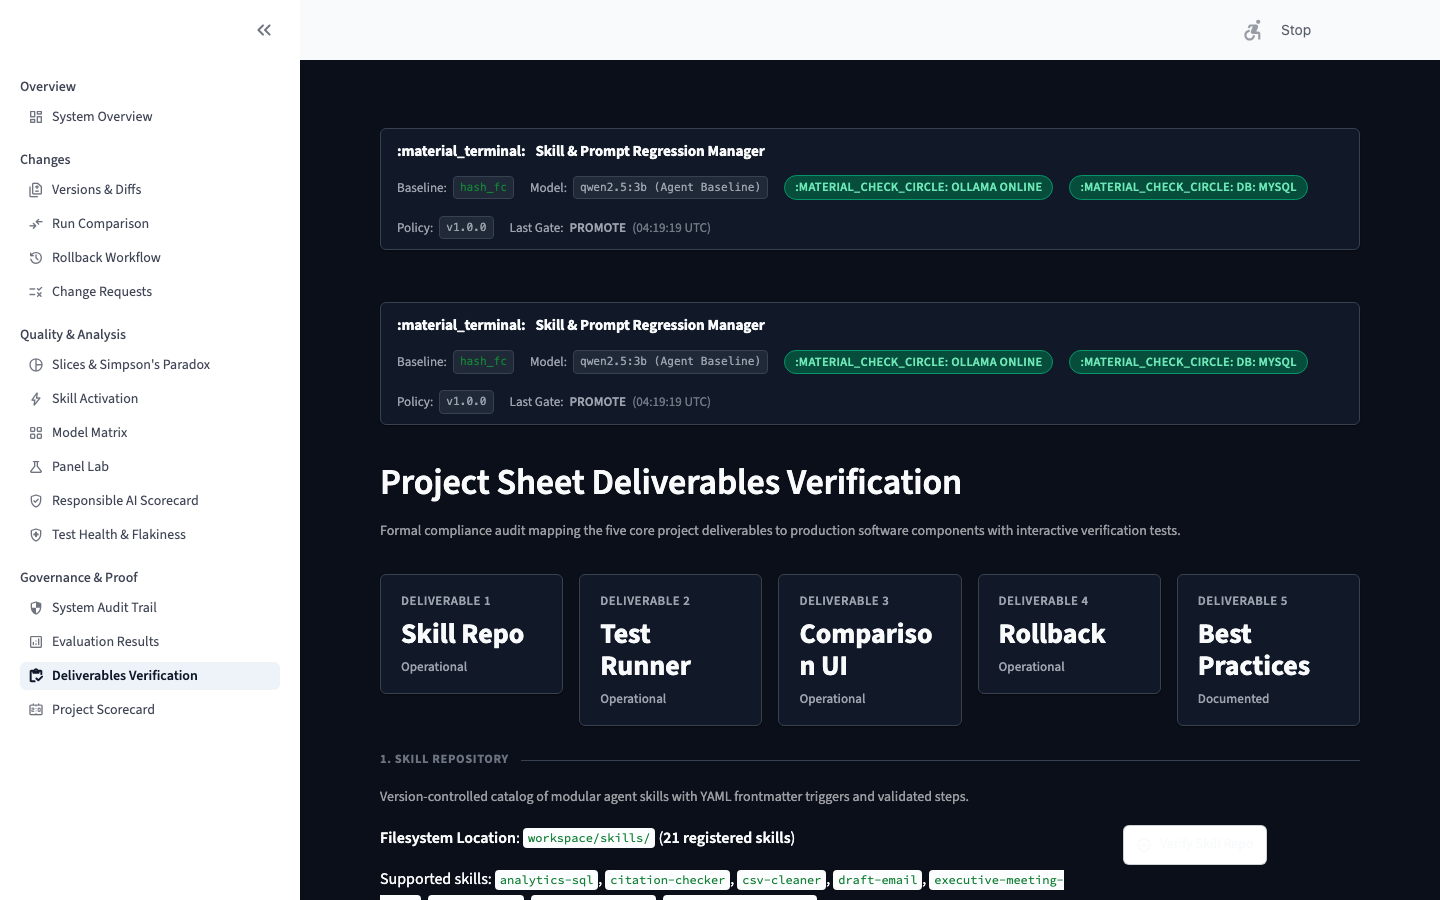 Stop
Overview
System Overview
Changes
Versions & Diffs
Run Comparison
Rollback Workflow
Change Requests
Quality & Analysis
Slices & Simpson's Paradox
Skill Activation
Model Matrix
Panel Lab
Responsible AI Scorecard
Test Health & Flakiness
Governance & Proof
System Audit Trail
Evaluation Results
Deliverables Verification
Project Scorecard
:material_terminal: Skill & Prompt Regression Manager
Baseline: hash_fc Model: qwen2.5:3b (Agent Baseline) :MATERIAL_CHECK_CIRCLE: OLLAMA ONLINE :MATERIAL_CHECK_CIRCLE: DB: MYSQL
Policy: v1.0.0 Last Gate: PROMOTE (04:19:19 UTC)
:material_terminal: Skill & Prompt Regression Manager
Baseline: hash_fc Model: qwen2.5:3b (Agent Baseline) :MATERIAL_CHECK_CIRCLE: OLLAMA ONLINE :MATERIAL_CHECK_CIRCLE: DB: MYSQL
Policy: v1.0.0 Last Gate: PROMOTE (04:19:19 UTC)
Project Sheet Deliverables Verification
Formal compliance audit mapping the five core project deliverables to production software components with interactive verification tests.
DELIVERABLE 1
Skill Repo
Operational
DELIVERABLE 2
Test
Runner
Operational
DELIVERABLE 3
Compariso
n UI
Operational
DELIVERABLE 4
Rollback
Operational
DELIVERABLE 5
Best
Practices
Documented
1. SKILL REPOSITORY
Version-controlled catalog of modular agent skills with YAML frontmatter triggers and validated steps.
Filesystem Location: workspace/skills/ (21 registered skills)
Supported skills: analytics-sql, citation-checker, csv-cleaner, draft-email, executive-meeting-